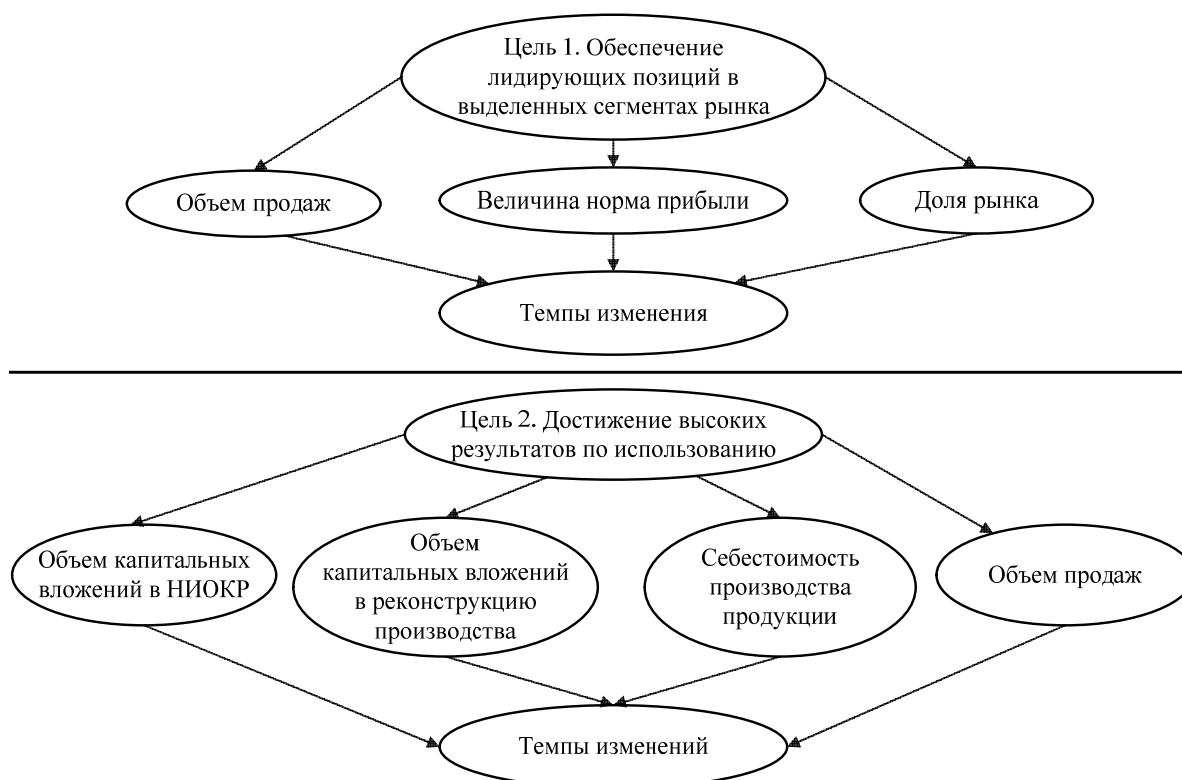 Цель 1. Обеспечение
лидирующих позиций в
выделенных сегментах рынка
Объем продаж
Величина норма прибыли
Доля рынка
Темпы изменения
Цель 2. Достижение высоких
результатов по использованию
Объем капитальных
вложений в НИОКР
Объем
капитальных вложений
в реконструкцию
производства
Себестоимость
производства
продукции
Объем продаж
Темпы изменений